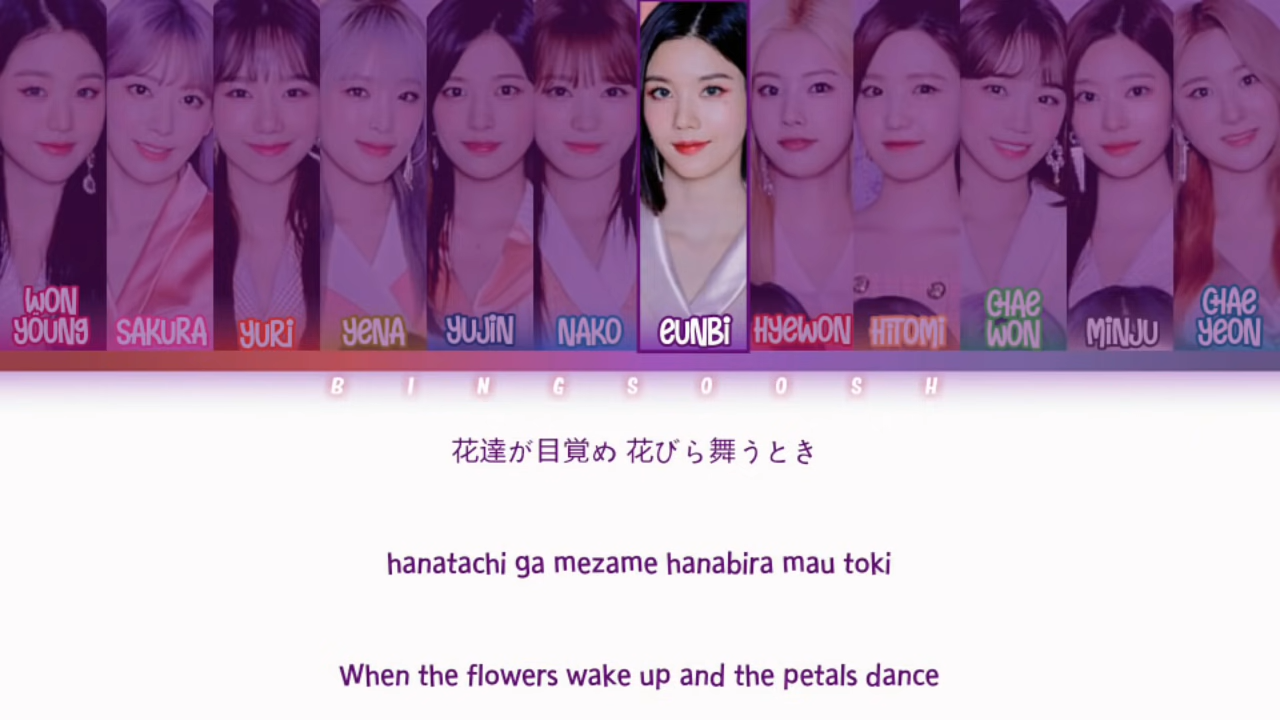 WON
YOUNG
SAKURA
YURI
YENA
YUJIN
NAKO
EUNBI
HYEWON
HITOMI
CHAE
WON
MINJU
CHAE
YEON
BINGSOOSH
花達が目覚め 花びら舞うとき
hanatachi ga mezame hanabira mau toki
When the flowers wake up and the petals dance